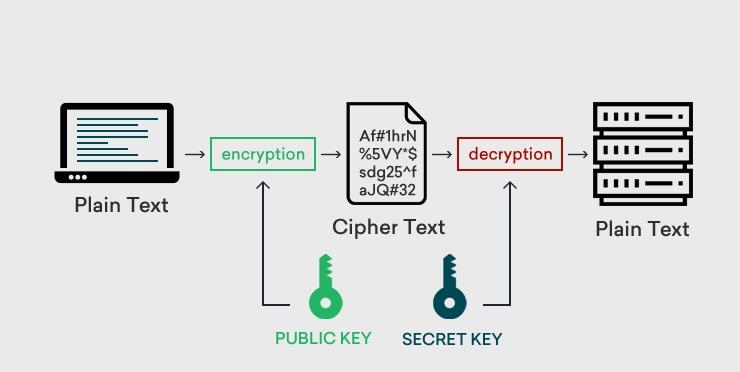 encryption
Af#1hrN
%5VY*$
sdg25^f
aJQ#32
decryption
Plain Text
Cipher Text
Plain Text
PUBLIC KEY
SECRET KEY